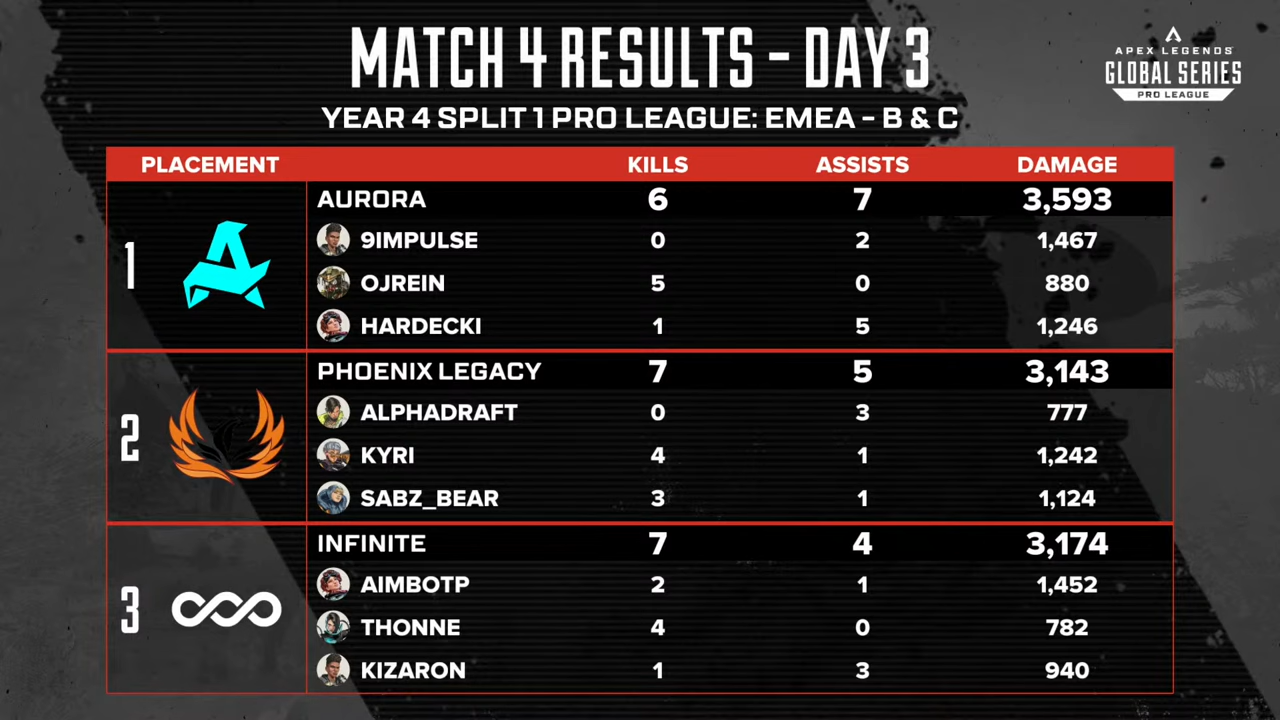 MATCH 4 RESULTS - DAY 3
YEAR 4 SPLIT 1 PRO LEAGUE: EMEA - B & C
APEX LEGENDS
GLOBAL SERIES
PRO LEAGUE
PLACEMENT KILLS ASSISTS DAMAGE
1
AURORA 6 7 3,593
9IMPULSE 0 2 1,467
OJREIN 5 0 880
HARDECKI 1 5 1,246
2
PHOENIX LEGACY 7 5 3,143
ALPHADRAFT 0 3 777
KYRI 4 1 1,242
SABZ_BEAR 3 1 1,124
3
INFINITE 7 4 3,174
AIMBOTP 2 1 1,452
THONNE 4 0 782
KIZARON 1 3 940